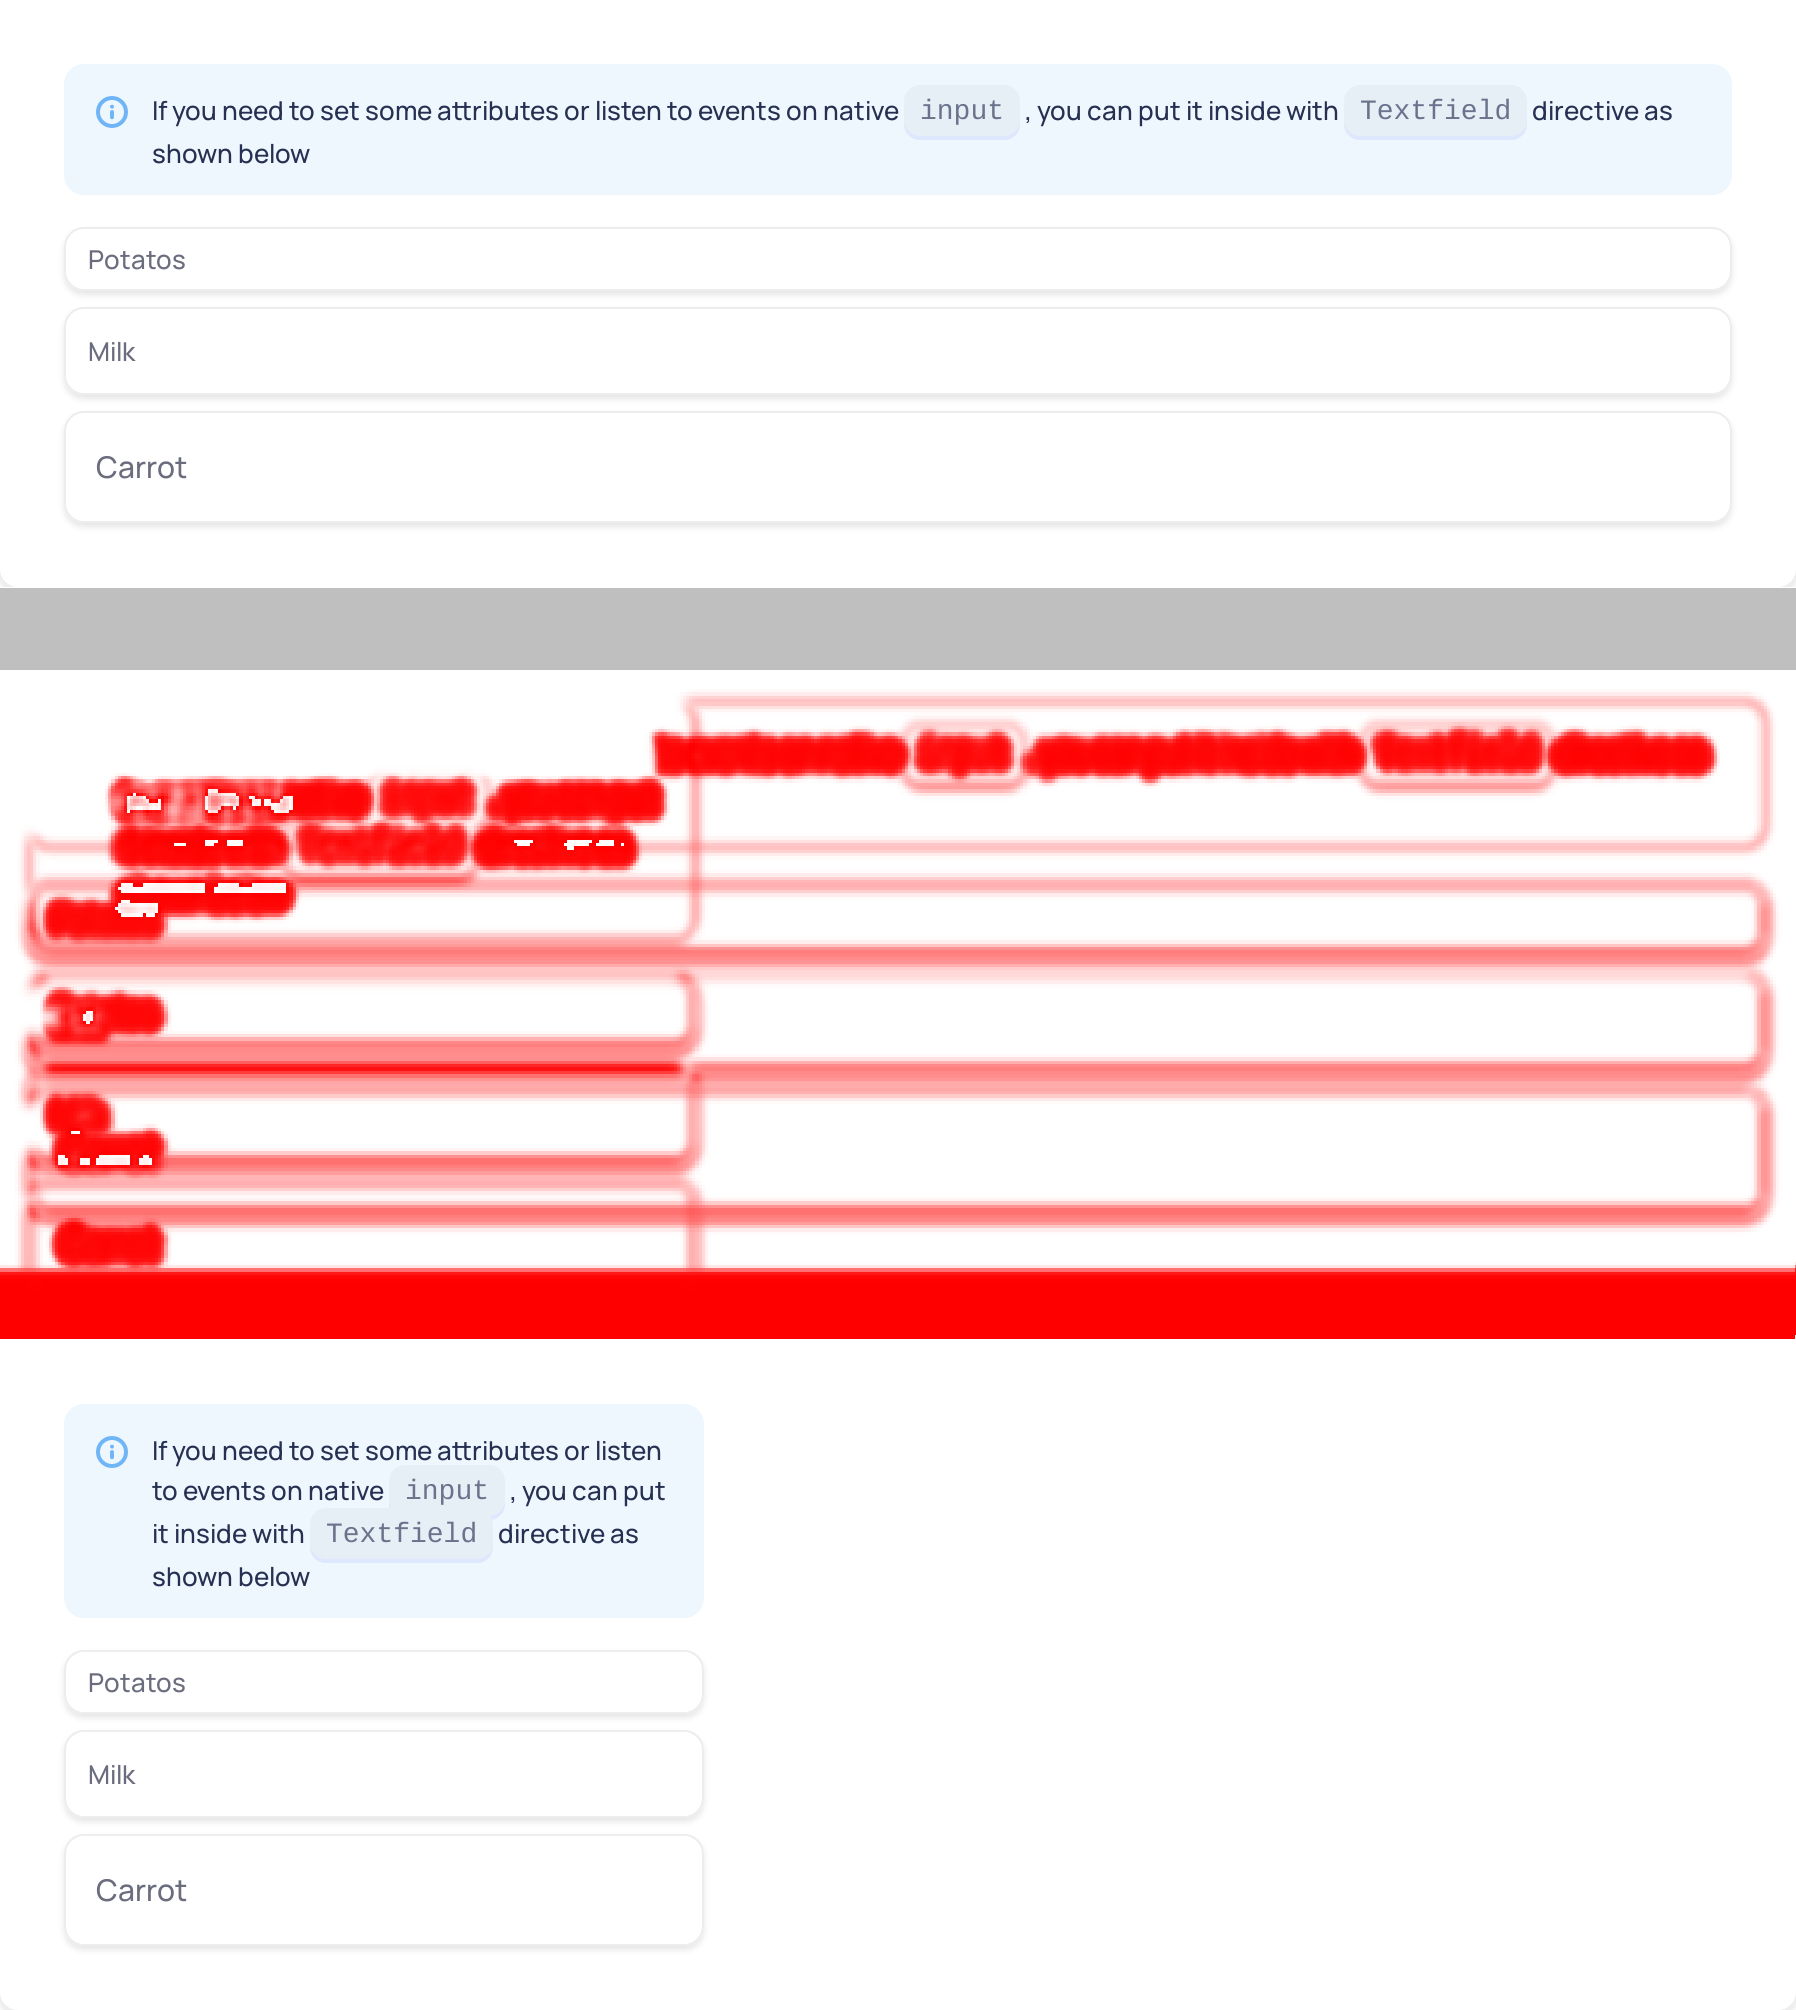 If you need to set some attributes or listen to events on native input , you can put it inside with Textfield directive as
shown below
Potatos
Milk
Carrot
If you need to set some attributes or listen
to events on native input , you can put
it inside with Textfield directive as
shown below
Potatos
Milk
Carrot